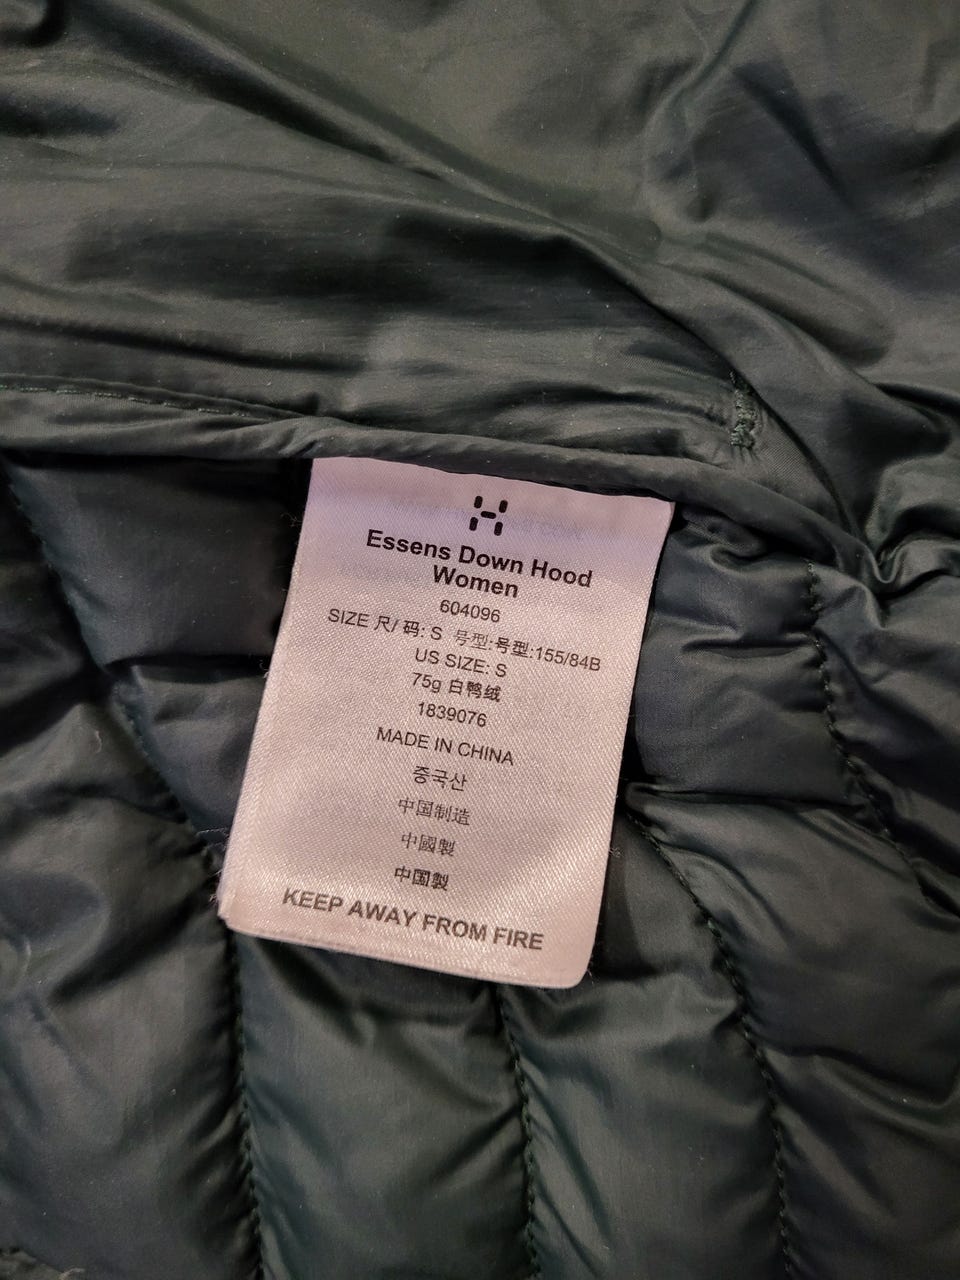 Essens Down Hood
Women
604096
SIZE 尺/ 码: S 号型:号型:155/84B
US SIZE: S
75g 白鸭绒
1839076
MADE IN CHINA
중국산
中国制造
中國製
中国製
KEEP AWAY FROM FIRE